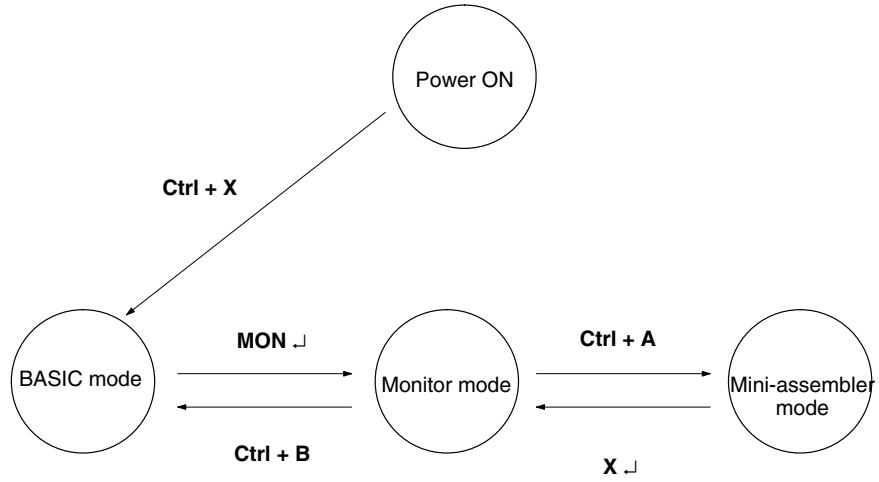 Power ON
Ctrl + X
MON ↵
Ctrl + A
BASIC mode
Monitor mode
Mini-assembler
mode
Ctrl + B
X ↵